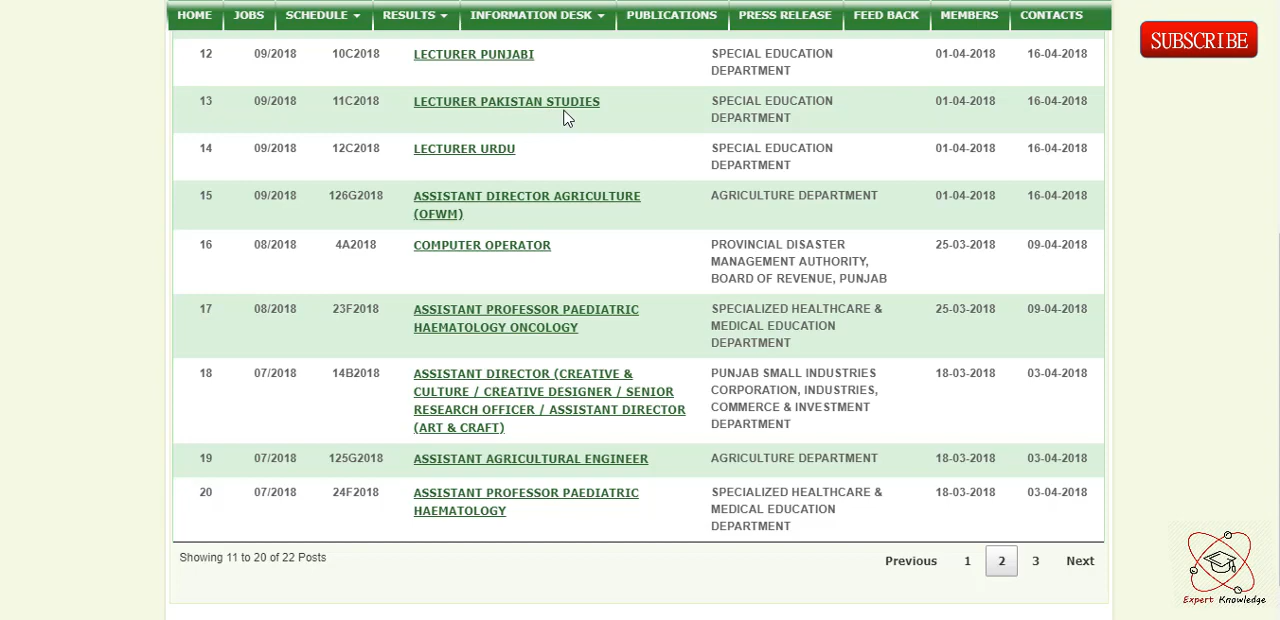 HOME JOBS SCHEDULE RESULTS INFORMATION DESK PUBLICATIONS PRESS RELEASE FEED BACK MEMBERS CONTACTS
SUBSCRIBE
12 09/2018 10C2018 LECTURER PUNJABI SPECIAL EDUCATION 01-04-2018 16-04-2018
DEPARTMENT
13 09/2018 11C2018 LECTURER PAKISTAN STUDIES SPECIAL EDUCATION 01-04-2018 16-04-2018
DEPARTMENT
14 09/2018 12C2018 LECTURER URDU SPECIAL EDUCATION 01-04-2018 16-04-2018
DEPARTMENT
15 09/2018 126G2018 ASSISTANT DIRECTOR AGRICULTURE AGRICULTURE DEPARTMENT 01-04-2018 16-04-2018
(OFWM)
16 08/2018 4A2018 COMPUTER OPERATOR PROVINCIAL DISASTER 25-03-2018 09-04-2018
MANAGEMENT AUTHORITY,
BOARD OF REVENUE, PUNJAB
17 08/2018 23F2018 ASSISTANT PROFESSOR PAEDIATRIC SPECIALIZED HEALTHCARE & 25-03-2018 09-04-2018
HAEMATOLOGY ONCOLOGY MEDICAL EDUCATION
DEPARTMENT
18 07/2018 14B2018 ASSISTANT DIRECTOR (CREATIVE & PUNJAB SMALL INDUSTRIES 18-03-2018 03-04-2018
CULTURE / CREATIVE DESIGNER / SENIOR CORPORATION, INDUSTRIES,
RESEARCH OFFICER / ASSISTANT DIRECTOR COMMERCE & INVESTMENT
(ART & CRAFT) DEPARTMENT
19 07/2018 125G2018 ASSISTANT AGRICULTURAL ENGINEER AGRICULTURE DEPARTMENT 18-03-2018 03-04-2018
20 07/2018 24F2018 ASSISTANT PROFESSOR PAEDIATRIC SPECIALIZED HEALTHCARE & 18-03-2018 03-04-2018
HAEMATOLOGY MEDICAL EDUCATION
DEPARTMENT
Showing 11 to 20 of 22 Posts Previous 1 2 3 Next
Expert Knowledge